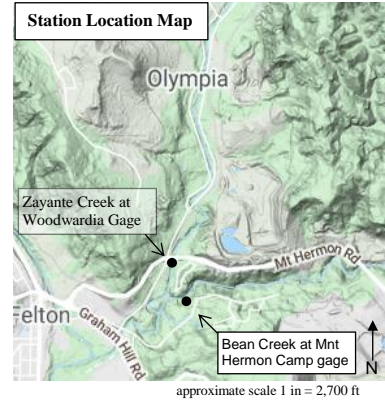 Station Location Map
Olympia
Zayante Creek at
Woodwardia Gage
Mt Hermon Rd
Felton
Graham Hill Rd
Bean Creek at Mnt
Hermon Camp gage
N
approximate scale 1 in = 2,700 ft